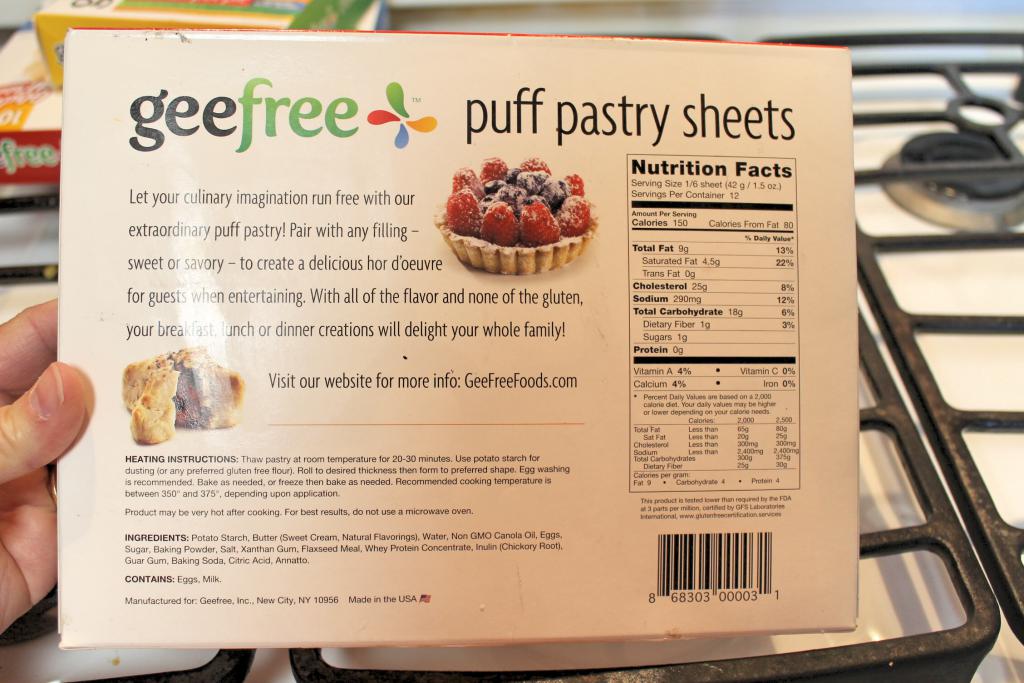 geefree™
puff pastry sheets
Let your culinary imagination run free with our
extraordinary puff pastry! Pair with any filling –
sweet or savory – to create a delicious hor d'oeuvre
for guests when entertaining. With all of the flavor and none of the gluten,
your breakfast, lunch or dinner creations will delight your whole family!
Visit our website for more info: GeeFreeFoods.com
HEATING INSTRUCTIONS: Thaw pastry at room temperature for 20-30 minutes. Use potato starch for
dusting (or any preferred gluten free flour). Roll to desired thickness then form to preferred shape. Egg washing
is recommended. Bake as needed, or freeze then bake as needed. Recommended cooking temperature is
between 350° and 375°, depending upon application.
Product may be very hot after cooking. For best results, do not use a microwave oven.
INGREDIENTS: Potato Starch, Butter (Sweet Cream, Natural Flavorings), Water, Non GMO Canola Oil, Eggs,
Sugar, Baking Powder, Salt, Xanthan Gum, Flaxseed Meal, Whey Protein Concentrate, Inulin (Chickory Root),
Guar Gum, Baking Soda, Citric Acid, Annatto.
CONTAINS: Eggs, Milk.
Manufactured for: Geefree, Inc., New City, NY 10956 Made in the USA
Nutrition Facts
Serving Size 1/6 sheet (42 g / 1.5 oz.)
Servings Per Container 12
Amount Per Serving
Calories 150 Calories From Fat 80
% Daily Value*
Total Fat 9g 13%
Saturated Fat 4.5g 22%
Trans Fat 0g
Cholesterol 25g 8%
Sodium 290mg 12%
Total Carbohydrate 18g 6%
Dietary Fiber 1g 3%
Sugars 1g
Protein 0g
Vitamin A 4% • Vitamin C 0%
Calcium 4% • Iron 0%
* Percent Daily Values are based on a 2,000
calorie diet. Your daily values may be higher
or lower depending on your calorie needs.
Calories: 2,000 2,500
Total Fat Less than 65g 80g
Sat Fat Less than 20g 25g
Cholesterol Less than 300mg 300mg
Sodium Less than 2,400mg 2,400mg
Total Carbohydrates 300g 375g
Dietary Fiber 25g 30g
Calories per gram:
Fat 9 • Carbohydrate 4 • Protein 4
This product is tested lower than required by the FDA
at 3 parts per million, certified by GFS Laboratories
International, www.glutenfreecertification.services
8 68303 00003 1
free